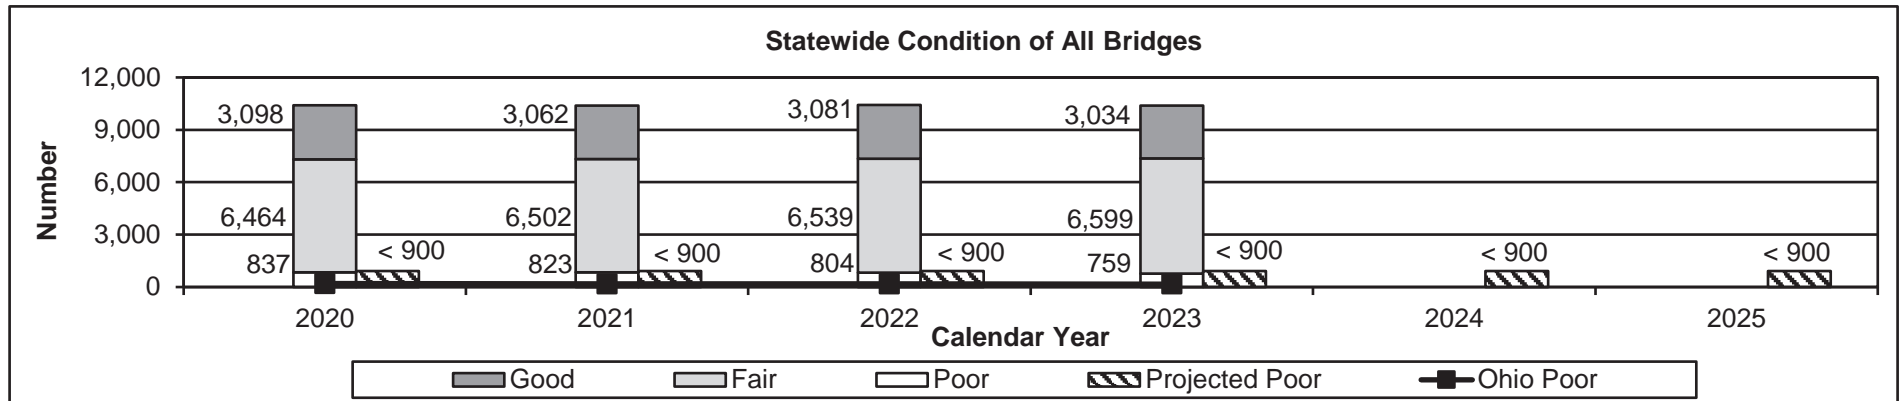 Statewide Condition of All Bridges
Number
12,000
9,000
6,000
3,000
0
3,098 3,062 3,081 3,034
6,464 6,502 6,539 6,599
837 < 900 823 < 900 804 < 900 759 < 900 < 900 < 900
2020 2021 2022 2023 2024 2025
Calendar Year
Good Fair Poor Projected Poor Ohio Poor